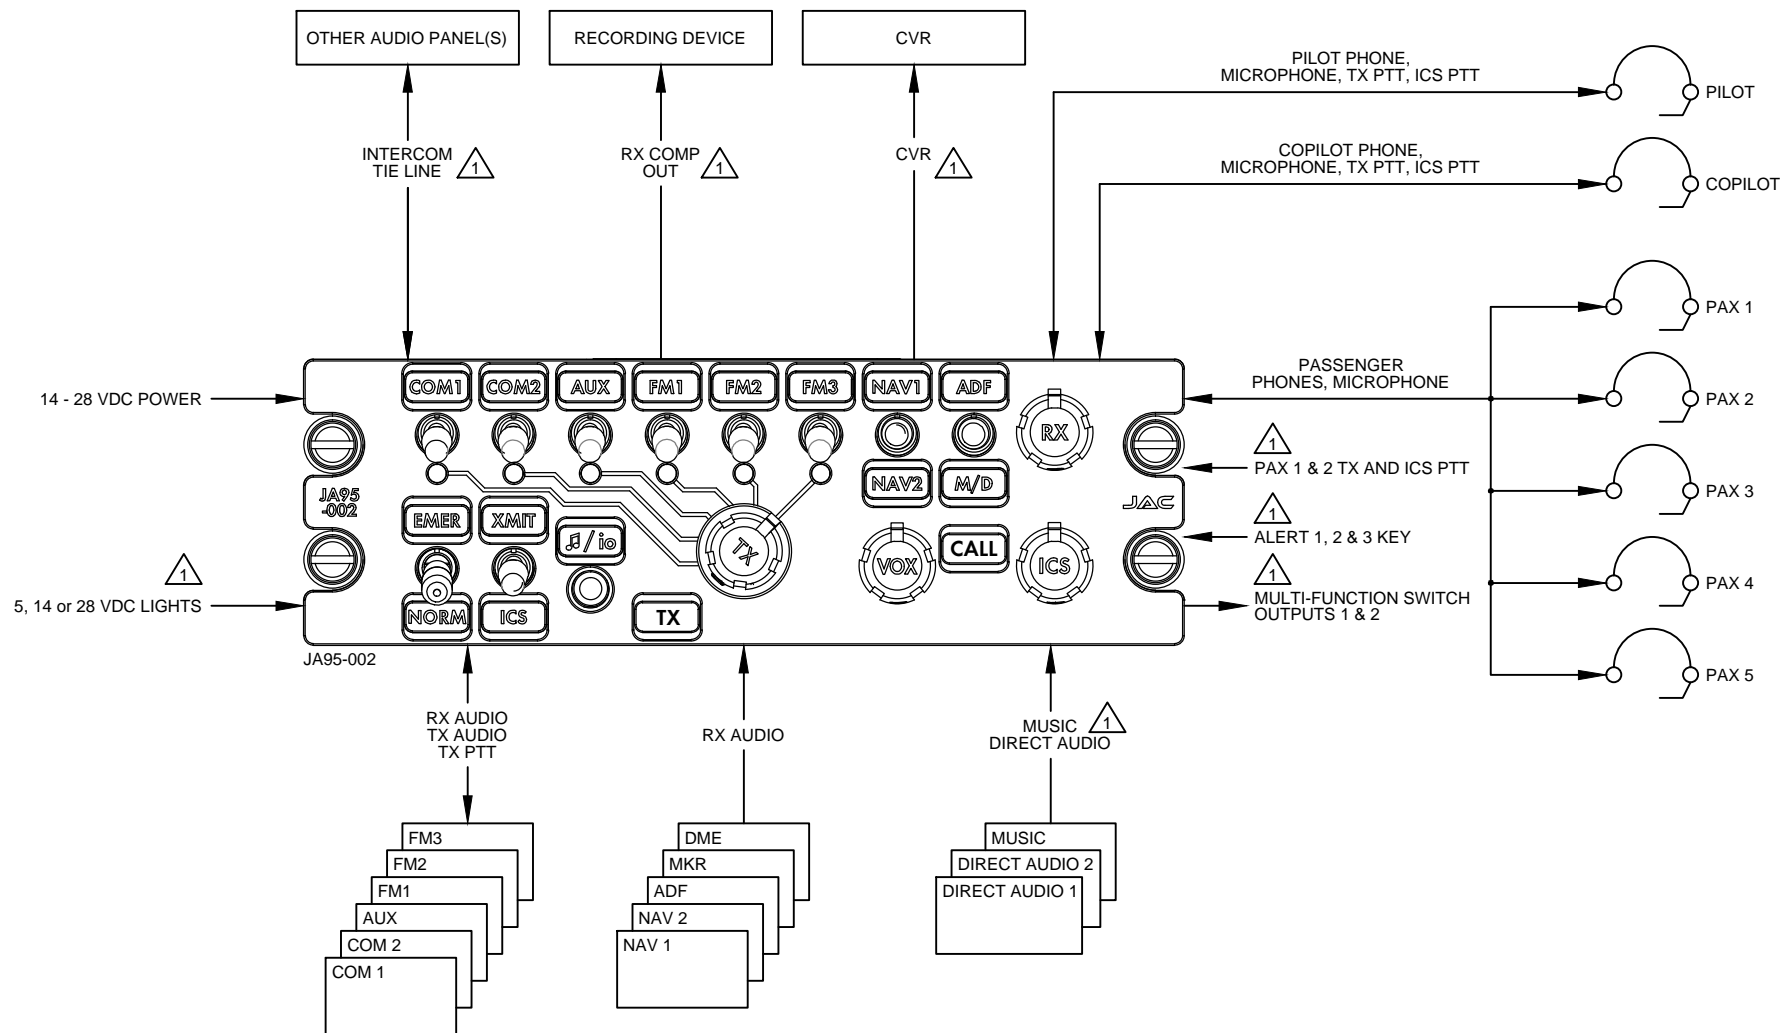 OTHER AUDIO PANEL(S)
RECORDING DEVICE
CVR
PILOT PHONE,
MICROPHONE, TX PTT, ICS PTT
PILOT
INTERCOM
TIE LINE
1
RX COMP
OUT
1
CVR
1
COPILOT PHONE,
MICROPHONE, TX PTT, ICS PTT
COPILOT
PAX 1
PASSENGER
PHONES, MICROPHONE
PAX 2
14 - 28 VDC POWER
COM1
COM2
AUX
FM1
FM2
FM3
NAV1
ADF
RX
1
PAX 1 & 2 TX AND ICS PTT
NAV2
M/D
PAX 3
JA95
-002
JAC
EMER
XMIT
♫/io
TX
CALL
1
ALERT 1, 2 & 3 KEY
VOX
ICS
1
MULTI-FUNCTION SWITCH
OUTPUTS 1 & 2
PAX 4
1
5, 14 or 28 VDC LIGHTS
NORM
ICS
TX
JA95-002
PAX 5
RX AUDIO
TX AUDIO
TX PTT
RX AUDIO
MUSIC
DIRECT AUDIO
1
FM3
FM2
FM1
AUX
COM 2
COM 1
DME
MKR
ADF
NAV 2
NAV 1
MUSIC
DIRECT AUDIO 2
DIRECT AUDIO 1